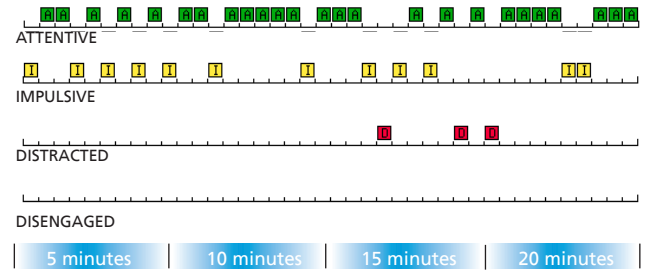 A A A A A A A A A A A A A A A A A A A A A A A A A
ATTENTIVE
I I I I I I I I I I I I
IMPULSIVE
D D D
DISTRACTED
DISENGAGED
5 minutes 10 minutes 15 minutes 20 minutes